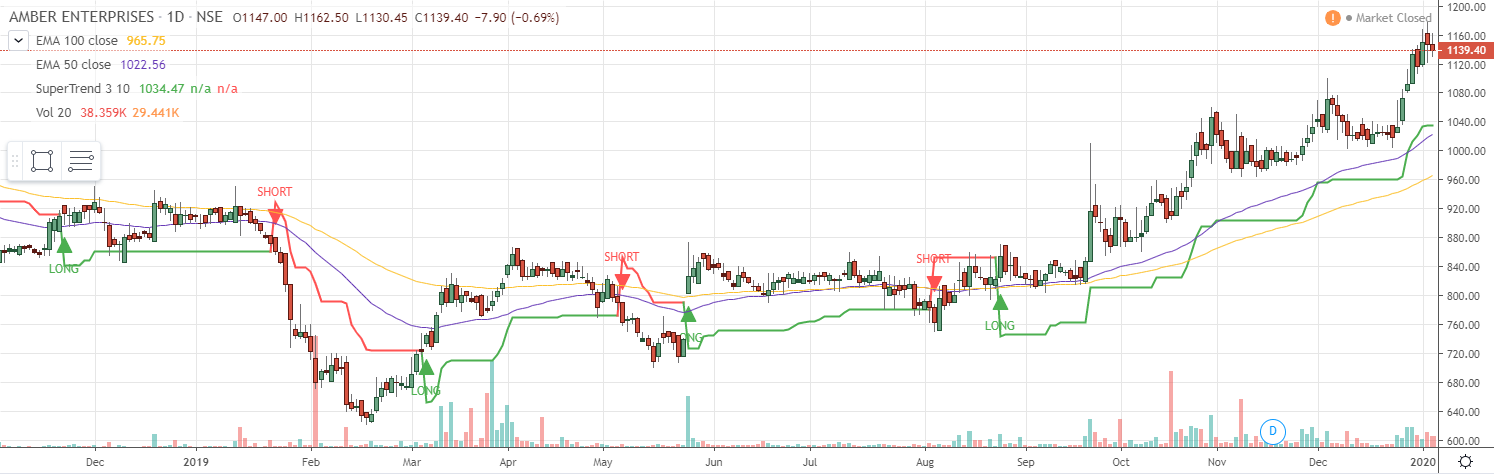 AMBER ENTERPRISES · 1D · NSE O1147.00 H1162.50 L1130.45 C1139.40 −7.90 (−0.69%)
Market Closed
EMA 100 close 965.75
EMA 50 close 1022.56
SuperTrend 3 10 1034.47 n/a n/a
Vol 20 38.359K 29.441K
1200.00
1160.00
1139.40
1120.00
1080.00
1040.00
1000.00
960.00
920.00
880.00
840.00
800.00
760.00
720.00
680.00
640.00
600.00
LONG
SHORT
LONG
SHORT
LONG
SHORT
LONG
D
Dec 2019 Feb Mar Apr May Jun Jul Aug Sep Oct Nov Dec 2020